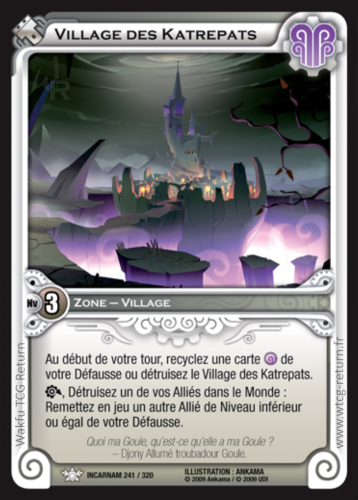 VILLAGE DES KATREPATS
NV 3 ZONE – VILLAGE
Au début de votre tour, recyclez une carte de
votre Défausse ou détruisez le Village des Katrepats.
, Détruisez un de vos Alliés dans le Monde :
Remettez en jeu un autre Allié de Niveau inférieur
ou égal de votre Défausse.
Quoi ma Goule, qu'est-ce qu'elle a ma Goule ?
– Djony Allumé troubadour Goule.
INCARNAM 241 / 320
ILLUSTRATION : ANKAMA
© 2009 Ankama / © 2009 UDI
Wakfu TCG Return
www.wtcg-return.fr